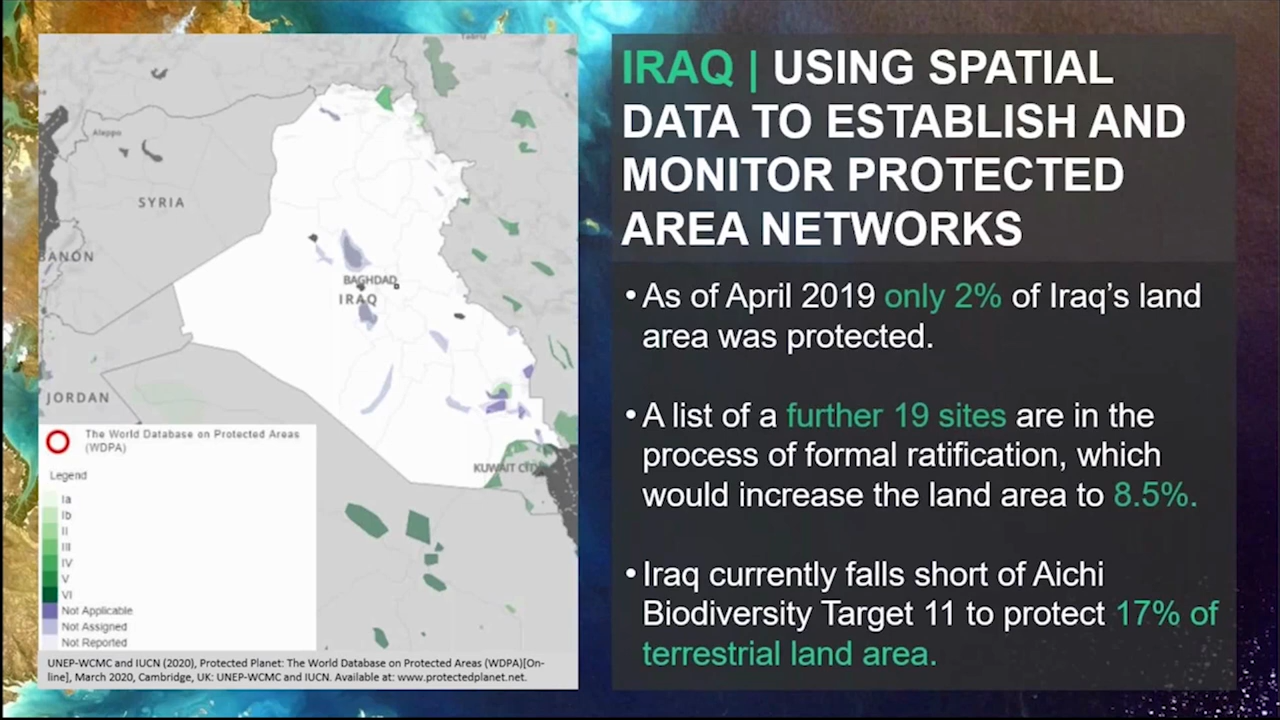 Tabriz
Aleppo
SYRIA
BANON
BAGHDAD
IRAQ
JORDAN
KUWAIT CITY
The World Database on Protected Areas
(WDPA)
Legend
Ia
Ib
II
III
IV
V
VI
Not Applicable
Not Assigned
Not Reported
UNEP-WCMC and IUCN (2020), Protected Planet: The World Database on Protected Areas (WDPA)[On-
line], March 2020, Cambridge, UK: UNEP-WCMC and IUCN. Available at: www.protectedplanet.net.
IRAQ | USING SPATIAL
DATA TO ESTABLISH AND
MONITOR PROTECTED
AREA NETWORKS
• As of April 2019 only 2% of Iraq's land
area was protected.
• A list of a further 19 sites are in the
process of formal ratification, which
would increase the land area to 8.5%.
• Iraq currently falls short of Aichi
Biodiversity Target 11 to protect 17% of
terrestrial land area.